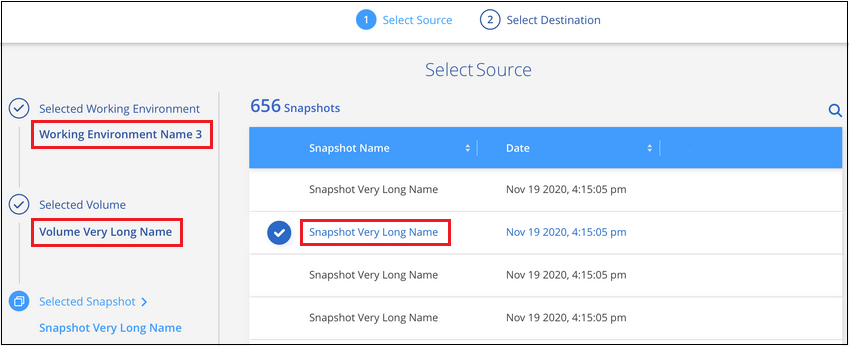 1 Select Source 2 Select Destination
Select Source
Selected Working Environment
Working Environment Name 3
Selected Volume
Volume Very Long Name
Selected Snapshot >
Snapshot Very Long Name
656 Snapshots
Snapshot Name Date
Snapshot Very Long Name Nov 19 2020, 4:15:05 pm
Snapshot Very Long Name Nov 19 2020, 4:15:05 pm
Snapshot Very Long Name Nov 19 2020, 4:15:05 pm
Snapshot Very Long Name Nov 19 2020, 4:15:05 pm